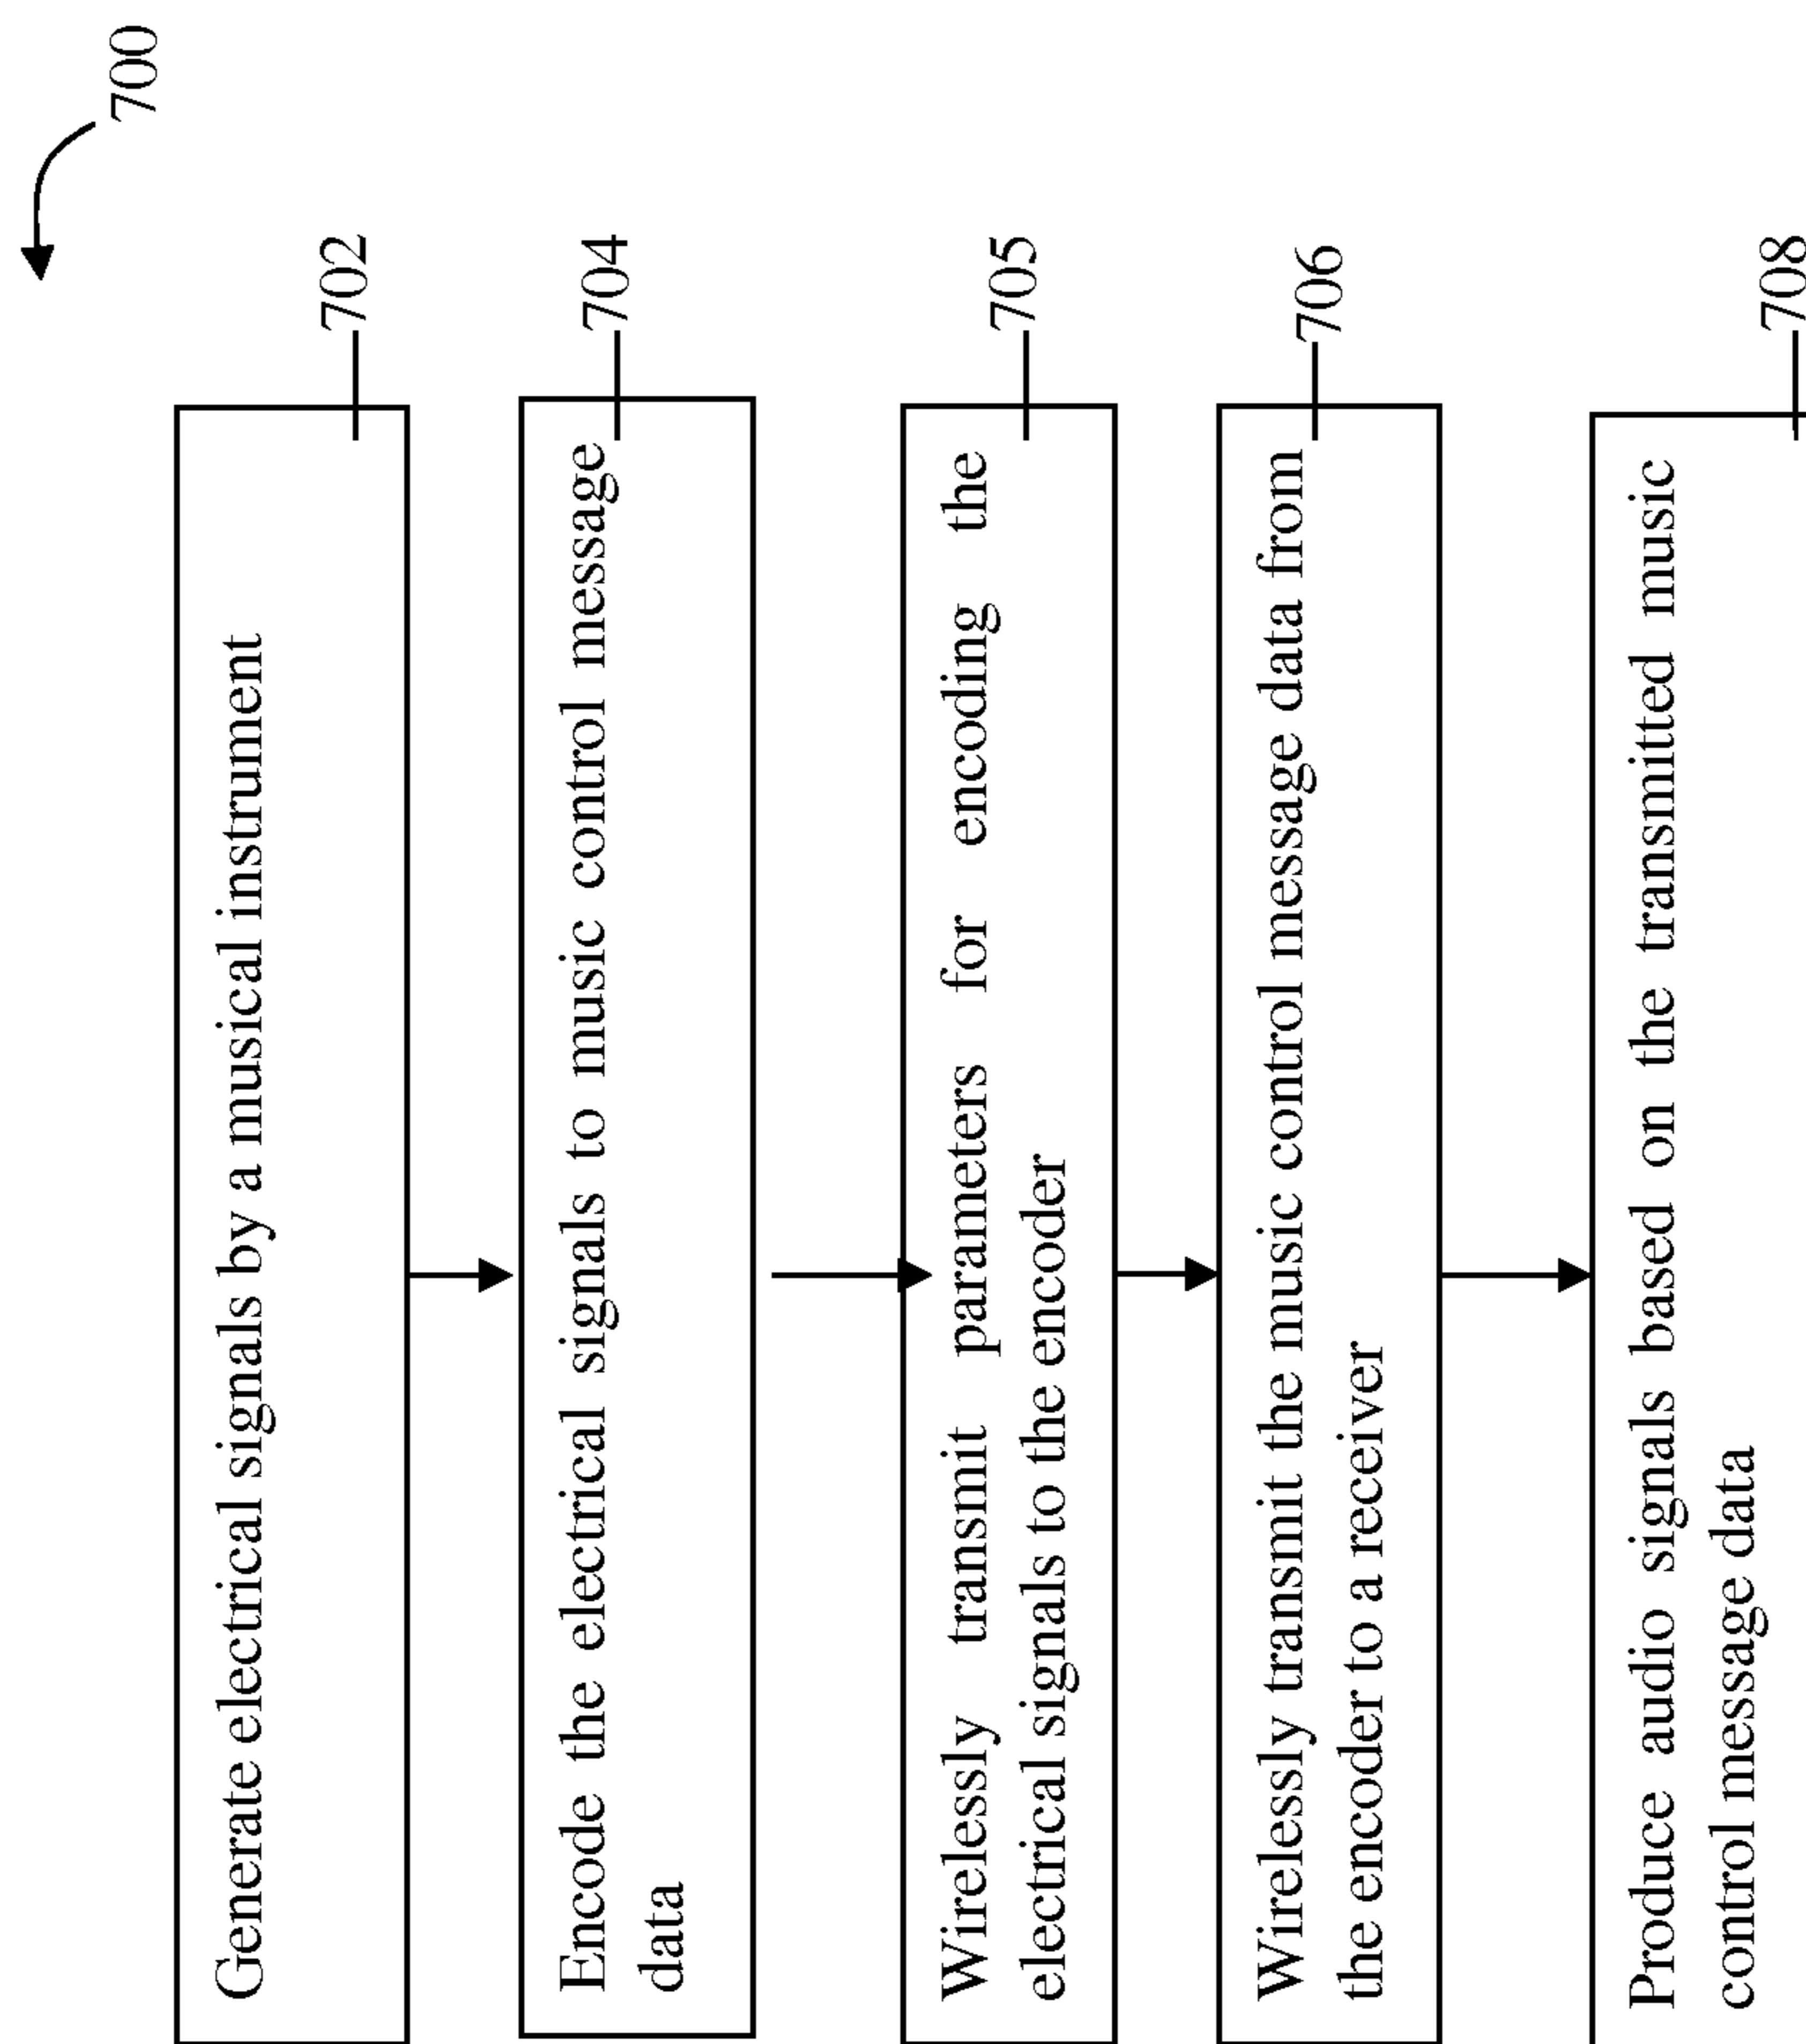 700
Generate electrical signals by a musical instrument
702
Encode the electrical signals to music control message
data
704
Wirelessly transmit parameters for encoding the
electrical signals to the encoder
705
Wirelessly transmit the music control message data from
the encoder to a receiver
706
Produce audio signals based on the transmitted music
control message data
708